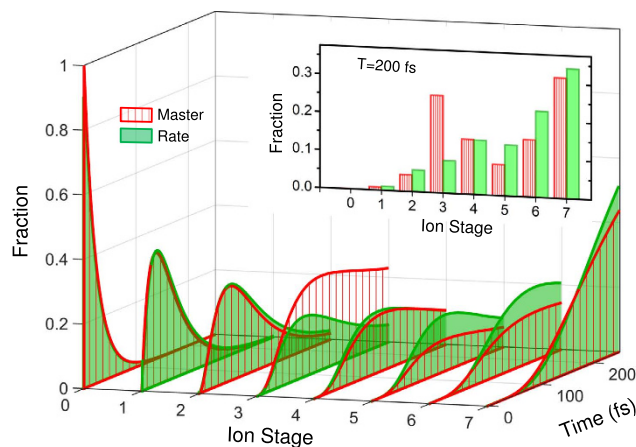 T=200 fs
0.3
0.2
0.1
0.0
Fraction
0 1 2 3 4 5 6 7
Ion Stage
Master
Rate
1
0.8
0.6
0.4
0.2
0
Fraction
0 1 2 3 4 5 6 7
Ion Stage
0 100 200
Time (fs)